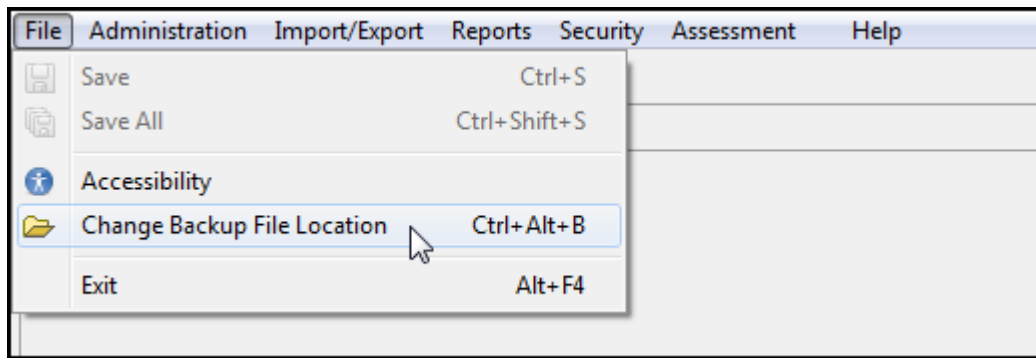 File Administration Import/Export Reports Security Assessment Help
Save Ctrl+S
Save All Ctrl+Shift+S
Accessibility
Change Backup File Location Ctrl+Alt+B
Exit Alt+F4